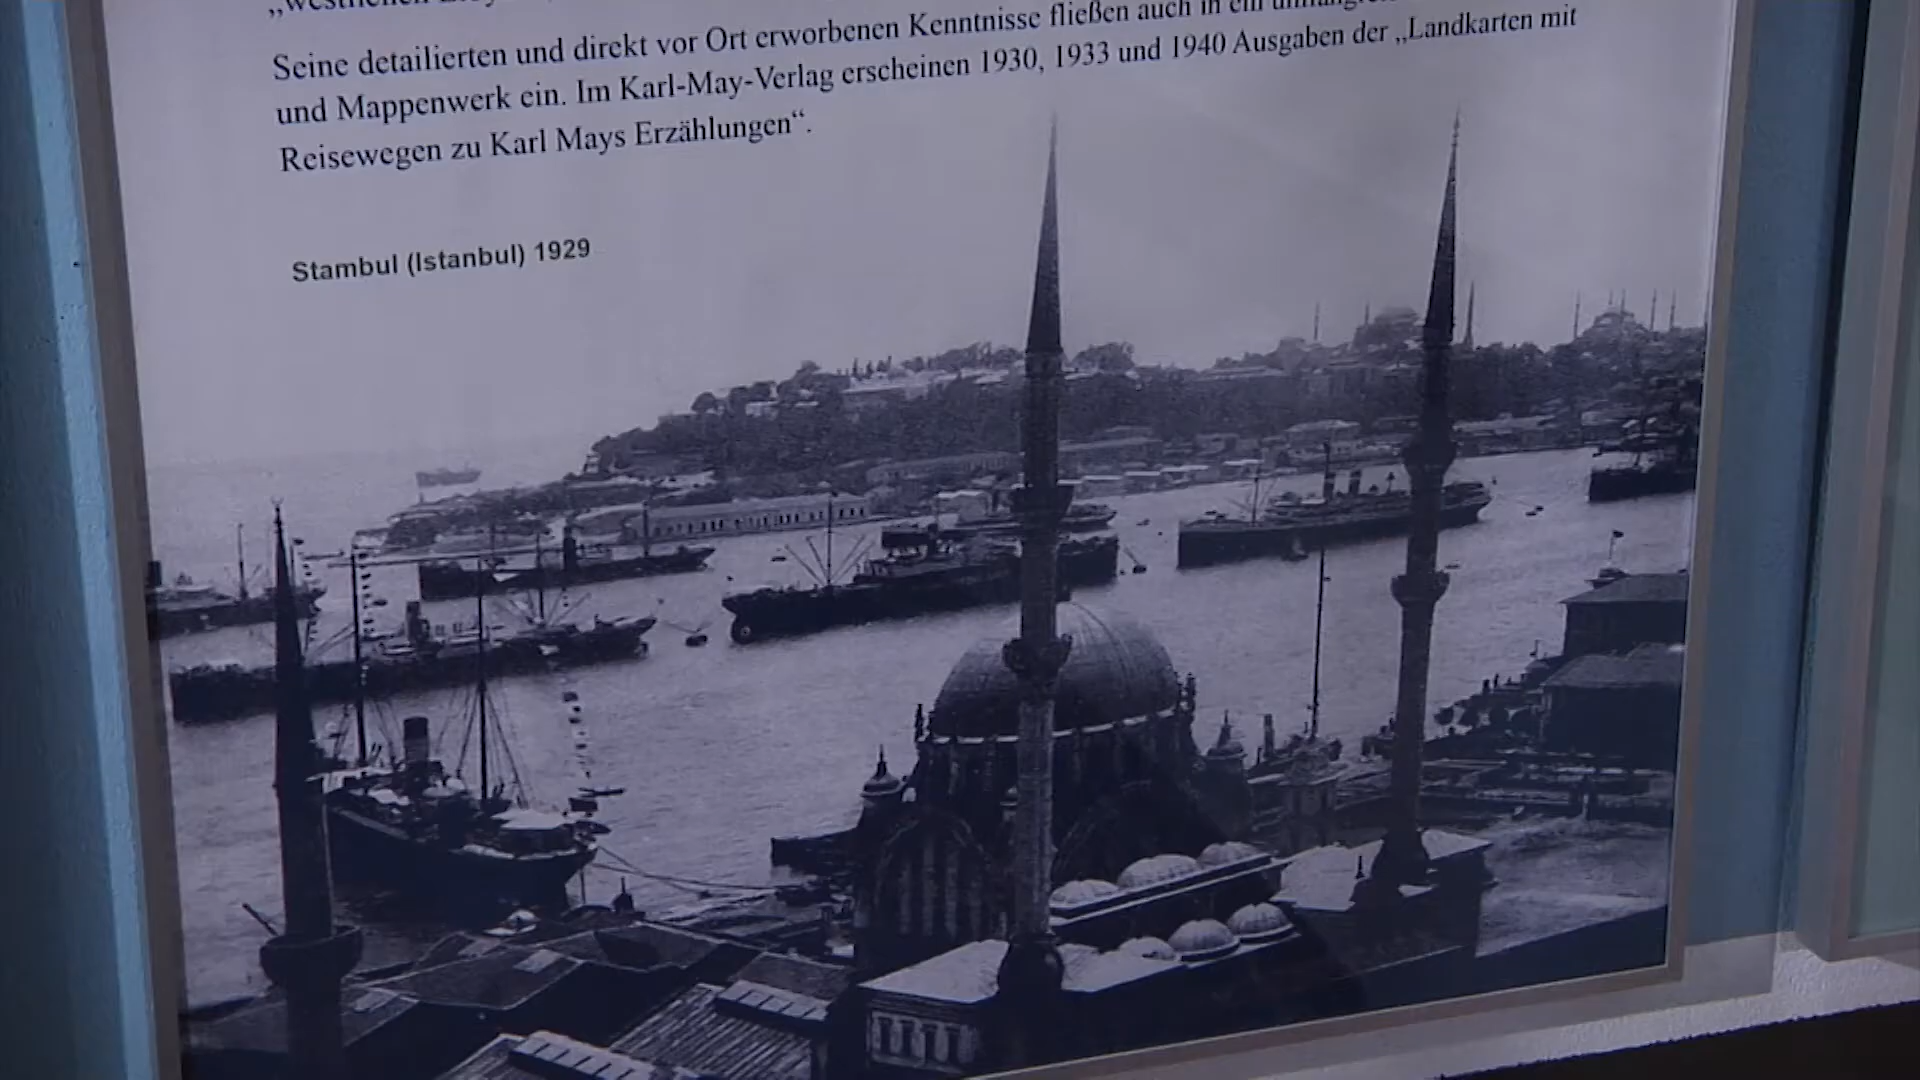 Seine detailierten und direkt vor Ort erworbenen Kenntnisse fließen auch in ein
und Mappenwerk ein. Im Karl-May-Verlag erscheinen 1930, 1933 und 1940 Ausgaben der „Landkarten mit
Reisewegen zu Karl Mays Erzählungen“.
Stambul (Istanbul) 1929